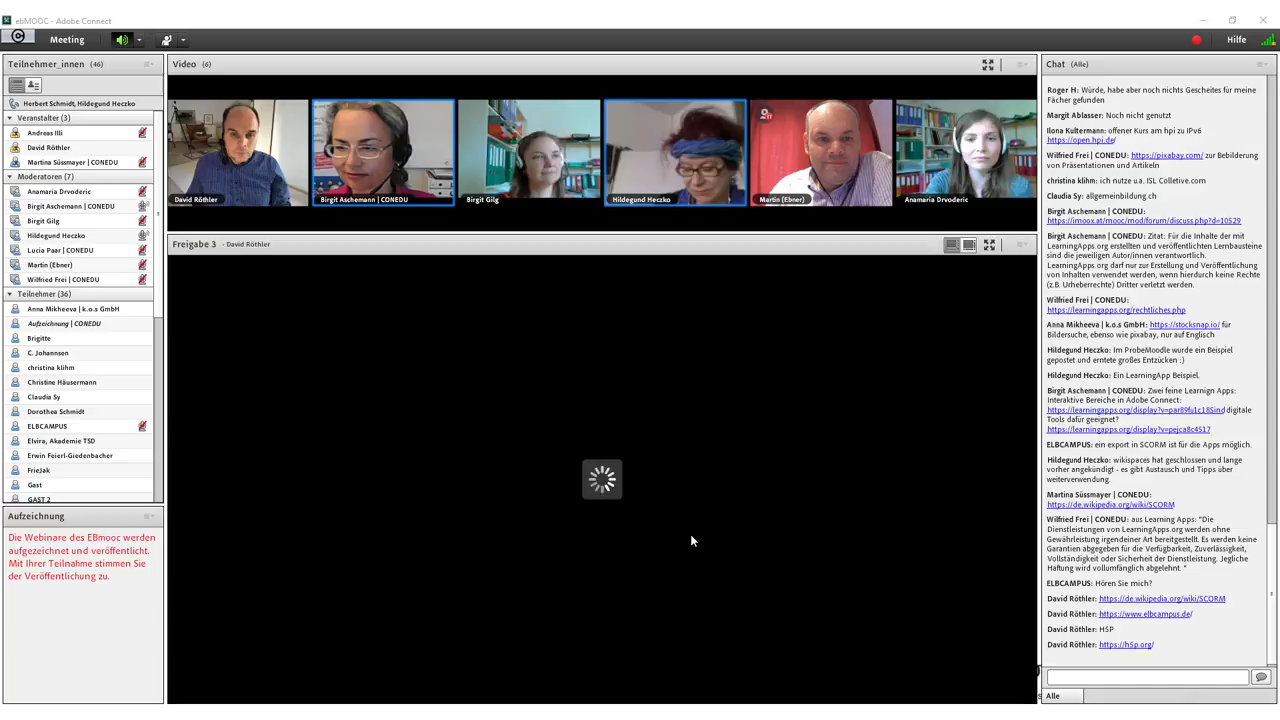 ebMOOC - Adobe Connect
Meeting
Hilfe
Teilnehmer_innen (46)
Herbert Schmidt, Hildegund Heczko
Veranstalter (3)
Andreas Illi
David Röthler
Martina Süssmayer | CONEDU
Moderatoren (7)
Anamaria Drvoderic
Birgit Aschemann | CONEDU
Birgit Gilg
Hildegund Heczko
Lucia Paar | CONEDU
Martin (Ebner)
Wilfried Frei | CONEDU
Teilnehmer (36)
Anna Mikheeva | k.o.s GmbH
Aufzeichnung | CONEDU
Brigitte
C. Johannsen
christina klihm
Christine Häusermann
Claudia Sy
Dorothea Schmidt
ELBCAMPUS
Elvira, Akademie TSD
Erwin Feierl-Giedenbacher
FrieJak
Gast
GAST 2
Aufzeichnung
Die Webinare des EBmooc werden
aufgezeichnet und veröffentlicht.
Mit Ihrer Teilnahme stimmen Sie
der Veröffentlichung zu.
Video (6)
David Röthler
Birgit Aschemann | CONEDU
Birgit Gilg
Hildegund Heczko
Martin (Ebner)
Anamaria Drvoderic
Freigabe 3 - David Röthler
Chat (Alle)
Roger H: Würde, habe aber noch nichts Gescheites für meine
Fächer gefunden
Margit Ablasser: Noch nicht genutzt
Ilona Kultermann: offener Kurs am hpi zu IPv6
https://open.hpi.de/
Wilfried Frei | CONEDU: https://pixabay.com/ zur Bebilderung
von Präsentationen und Artikeln
christina klihm: ich nutze u.a. ISL Colletive.com
Claudia Sy: allgemeinbildung.ch
Birgit Aschemann | CONEDU:
https://imoox.at/mooc/mod/forum/discuss.php?d=10529
Birgit Aschemann | CONEDU: Zitat: Für die Inhalte der mit
LearningApps.org erstellten und veröffentlichten Lernbausteine
sind die jeweiligen Autor/innen verantwortlich.
LearningApps.org darf nur zur Erstellung und Veröffentlichung
von Inhalten verwendet werden, wenn hierdurch keine Rechte
(z.B. Urheberrechte) Dritter verletzt werden.
Wilfried Frei | CONEDU:
https://learningapps.org/rechtliches.php
Anna Mikheeva | k.o.s GmbH: https://stocksnap.io/ für
Bildersuche, ebenso wie pixabay, nur auf Englisch
Hildegund Heczko: Im ProbeMoodle wurde ein Beispiel
gepostet und erntete großes Entzücken :)
Hildegund Heczko: Ein LearningApp Beispiel.
Birgit Aschemann | CONEDU: Zwei feine Learnign Apps:
Interaktive Bereiche in Adobe Connect:
https://learningapps.org/display?v=par89fu1c18Sind digitale
Tools dafür geeignet?
https://learningapps.org/display?v=pejca8c4517
ELBCAMPUS: ein export in SCORM ist für die Apps möglich.
Hildegund Heczko: wikispaces hat geschlossen und lange
vorher angekündigt - es gibt Austausch und Tipps über
weiterverwendung.
Martina Süssmayer | CONEDU:
https://de.wikipedia.org/wiki/SCORM
Wilfried Frei | CONEDU: aus Learning Apps: "Die
Dienstleistungen von LearningApps.org werden ohne
Gewährleistung irgendeiner Art bereitgestellt. Es werden keine
Garantien abgegeben für die Verfügbarkeit, Zuverlässigkeit,
Vollständigkeit oder Sicherheit der Dienstleistung. Jegliche
Haftung wird vollumfänglich abgelehnt. "
ELBCAMPUS: Hören Sie mich?
David Röthler: https://de.wikipedia.org/wiki/SCORM
David Röthler: https://www.elbcampus.de/
David Röthler: H5P
David Röthler: https://h5p.org/
Alle